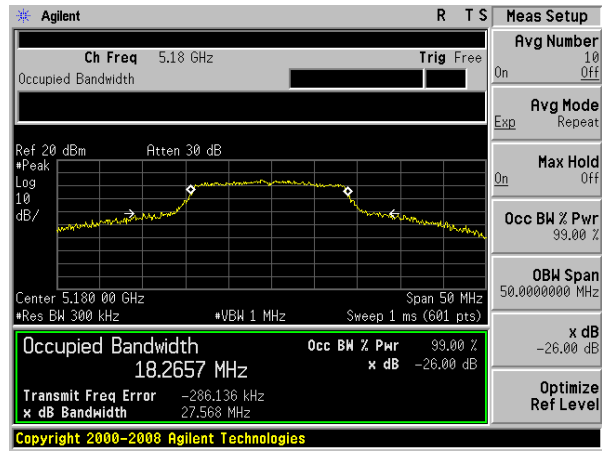 Agilent R T S Meas Setup
Ch Freq 5.18 GHz Trig Free
Occupied Bandwidth
Avg Number
10
On Off
Avg Mode
Exp Repeat
Max Hold
On Off
Occ BW % Pwr
99.00 %
OBW Span
50.0000000 MHz
x dB
-26.00 dB
Optimize
Ref Level
Ref 20 dBm Atten 30 dB
#Peak
Log
10
dB/
Center 5.180 00 GHz Span 50 MHz
#Res BW 300 kHz #VBW 1 MHz Sweep 1 ms (601 pts)
Occupied Bandwidth Occ BW % Pwr 99.00 %
18.2657 MHz x dB -26.00 dB
Transmit Freq Error -286.136 kHz
x dB Bandwidth 27.568 MHz
Copyright 2000-2008 Agilent Technologies